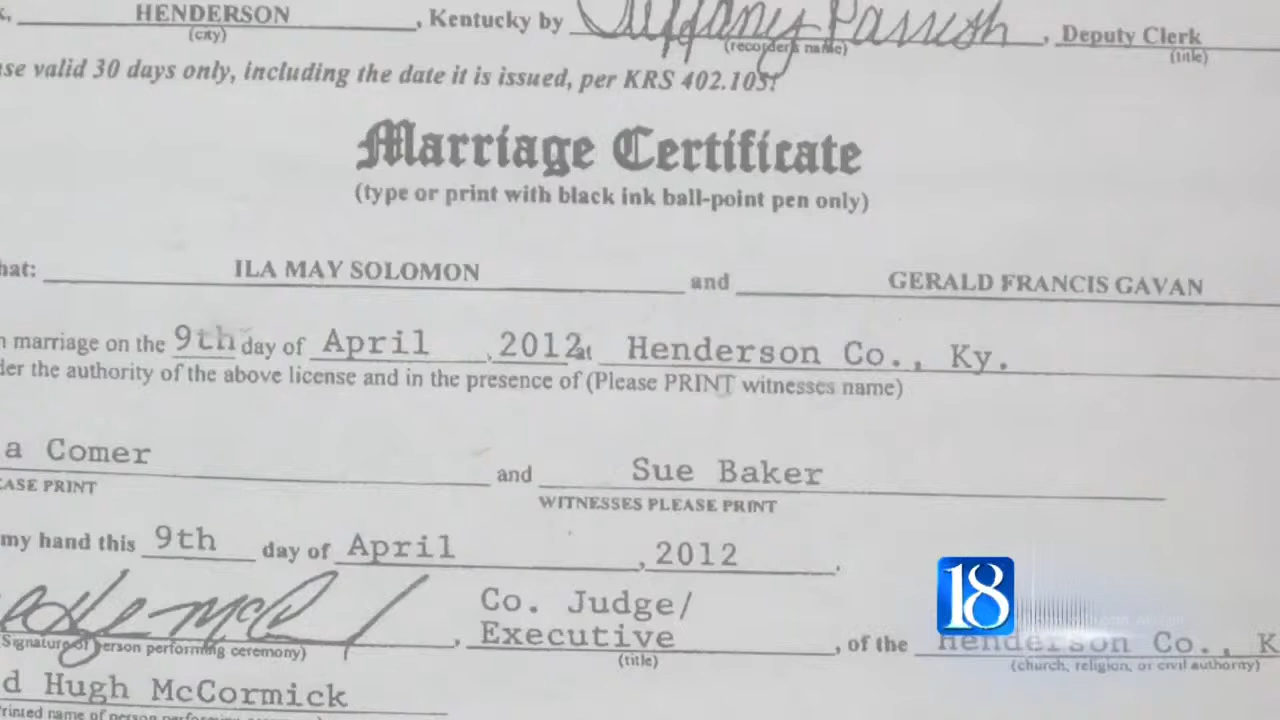 HENDERSON, Kentucky by Tiffany Parrish, Deputy Clerk
(city) (recorder's name) (title)
se valid 30 days only, including the date it is issued, per KRS 402.105.
Marriage Certificate
(type or print with black ink ball-point pen only)
hat: ILA MAY SOLOMON and GERALD FRANCIS GAVAN
n marriage on the 9th day of April, 2012 at Henderson Co., Ky.
der the authority of the above license and in the presence of (Please PRINT witnesses name)
a Comer and Sue Baker
EASE PRINT WITNESSES PLEASE PRINT
my hand this 9th day of April, 2012.
Co. Judge/
Executive, of the Henderson Co., K
(Signature of person performing ceremony) (title) (church, religion, or civil authority)
d Hugh McCormick
Printed name of person performing
18